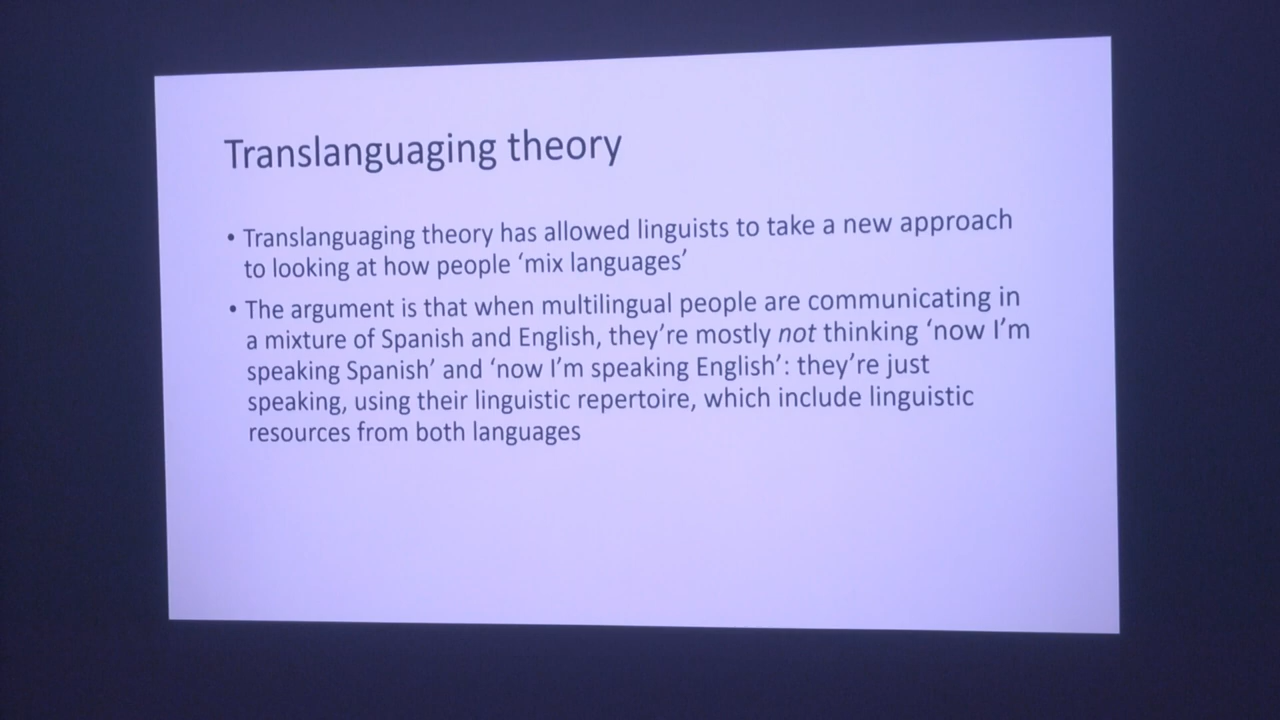 Translanguaging theory
• Translanguaging theory has allowed linguists to take a new approach
to looking at how people ‘mix languages’
• The argument is that when multilingual people are communicating in
a mixture of Spanish and English, they’re mostly not thinking ‘now I’m
speaking Spanish’ and ‘now I’m speaking English’: they’re just
speaking, using their linguistic repertoire, which include linguistic
resources from both languages